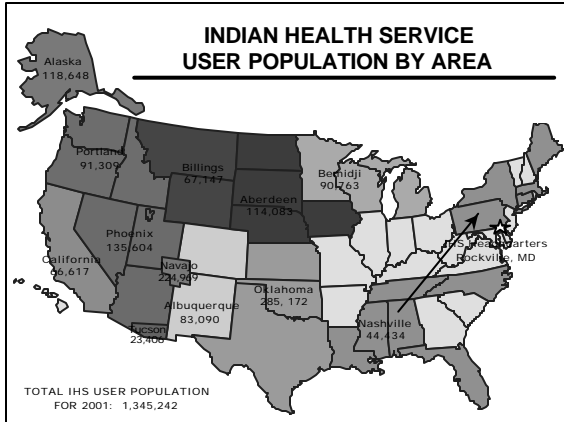 INDIAN HEALTH SERVICE
USER POPULATION BY AREA
Alaska
118,648
Portland
91,309
Billings
67,147
Bemidji
90,763
Aberdeen
114,083
Phoenix
135,604
California
66,617
Navajo
224,969
IHS Headquarters
Rockville, MD
Oklahoma
285, 172
Albuquerque
83,090
Tucson
23,406
Nashville
44,434
TOTAL IHS USER POPULATION
FOR 2001: 1,345,242